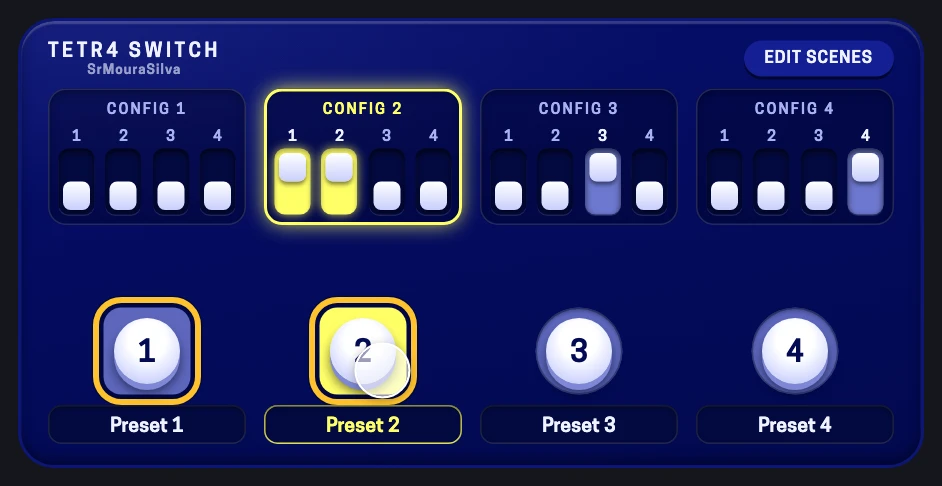 TETR4 SWITCH
SrMouraSilva
EDIT SCENES
CONFIG 1
1 2 3 4
CONFIG 2
1 2 3 4
CONFIG 3
1 2 3 4
CONFIG 4
1 2 3 4
1
2
3
4
Preset 1
Preset 2
Preset 3
Preset 4